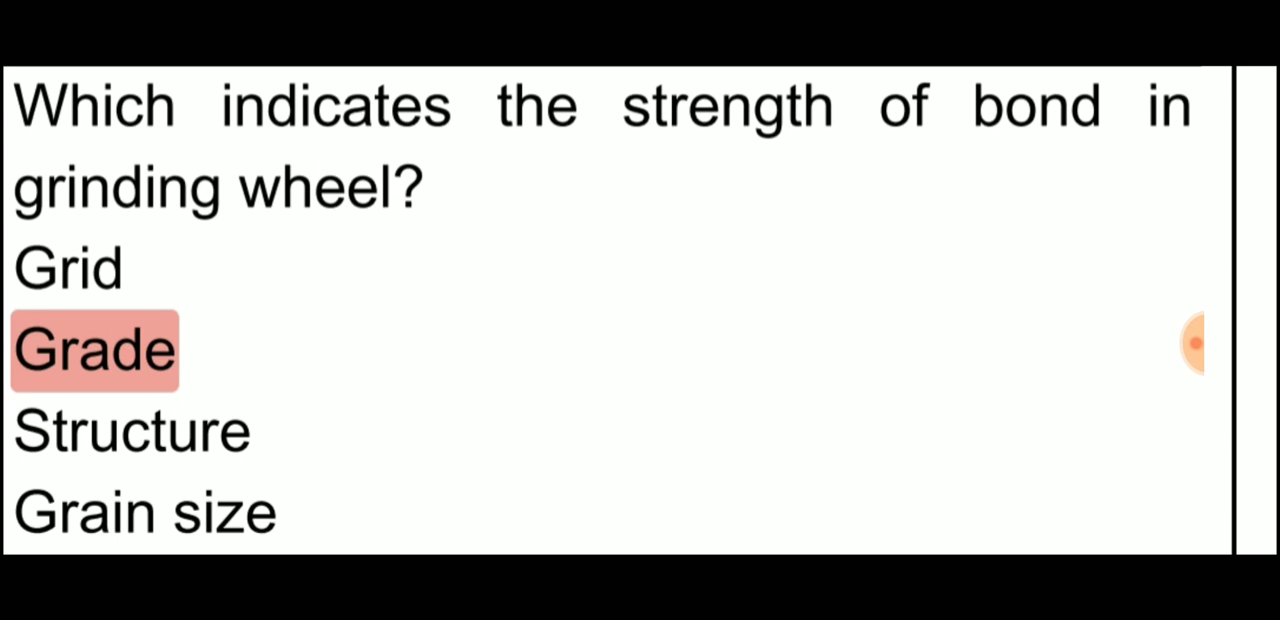 Which indicates the strength of bond in
grinding wheel?
Grid
Grade
Structure
Grain size